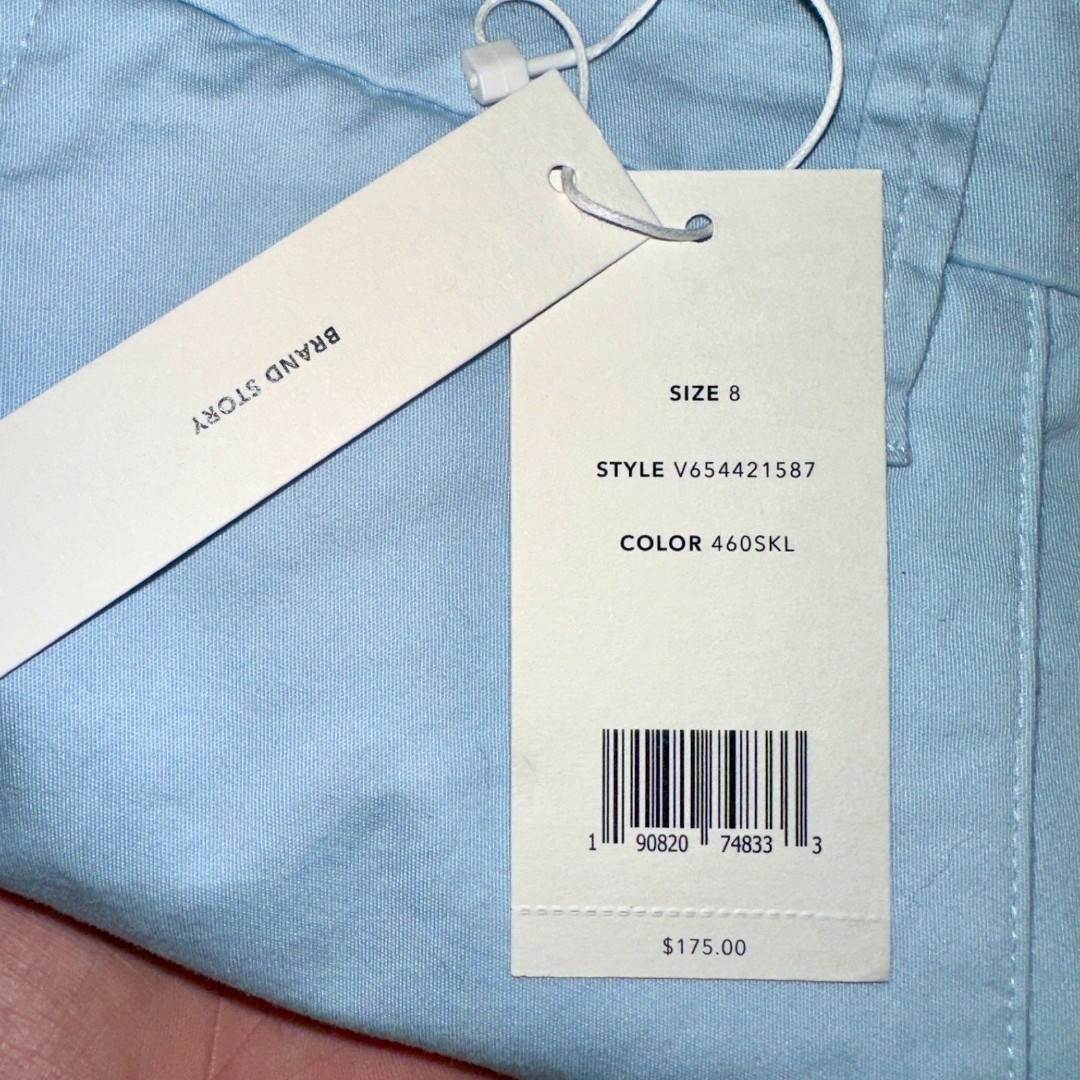 BRAND STORY
SIZE 8
STYLE V654421587
COLOR 460SKL
1 90820 74833 3
$175.00